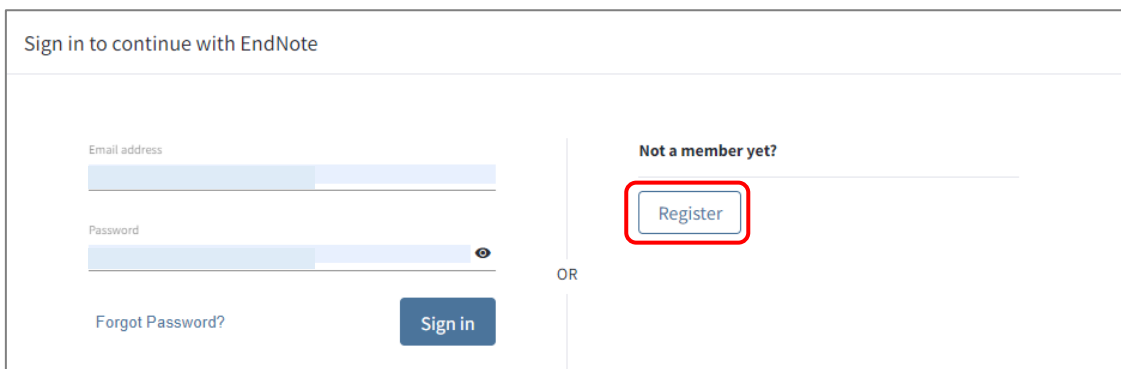 Sign in to continue with EndNote
Email address
Password
Forgot Password?
Sign in
OR
Not a member yet?
Register